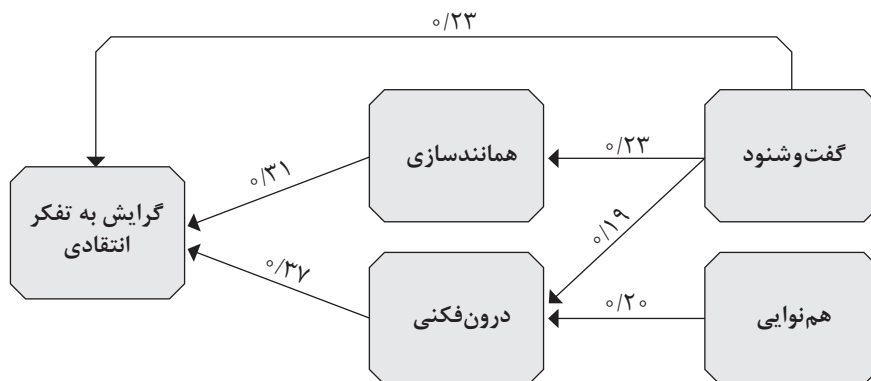 ۰/۲۳
گفت‌وشنود
۰/۲۳
همانندسازی
۰/۳۱
گرایش به تفکر
انتقادی
۰/۱۹
۰/۳۷
هم‌نوایی
۰/۲۰
درون‌فکنی